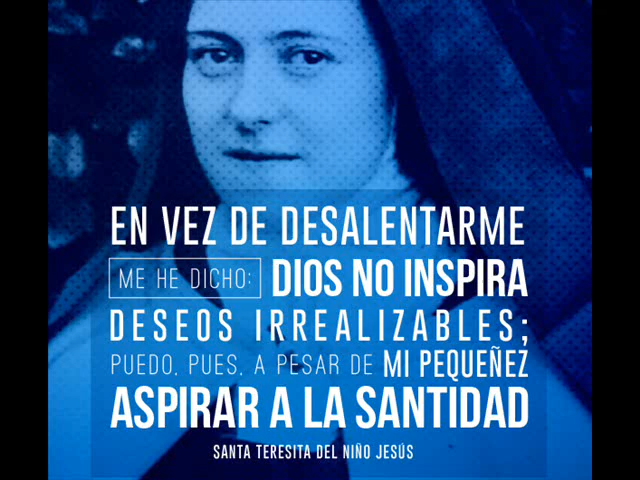 EN VEZ DE DESALENTARME
ME HE DICHO: DIOS NO INSPIRA
DESEOS IRREALIZABLES;
PUEDO, PUES, A PESAR DE MI PEQUEÑEZ
ASPIRAR A LA SANTIDAD
SANTA TERESITA DEL NIÑO JESÚS